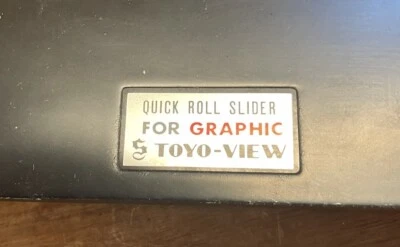 QUICK ROLL SLIDER
FOR GRAPHIC
S TOYO-VIEW